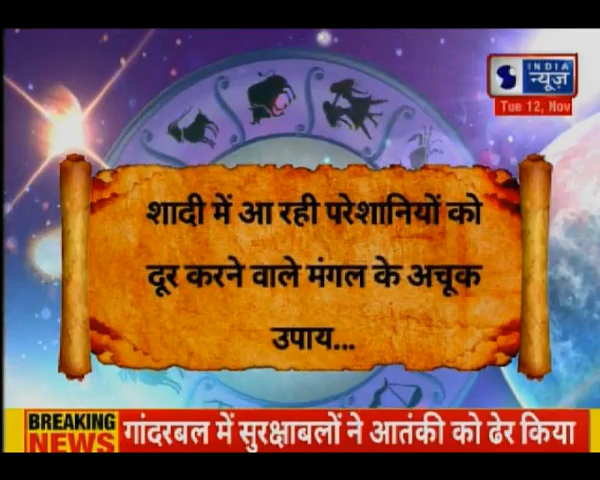 INDIA
न्यूज़
Tue 12, Nov
शादी में आ रही परेशानियों को
दूर करने वाले मंगल के अचूक
उपाय...
BREAKING
NEWS
गांदरबल में सुरक्षाबलों ने आतंकी को ढेर किया